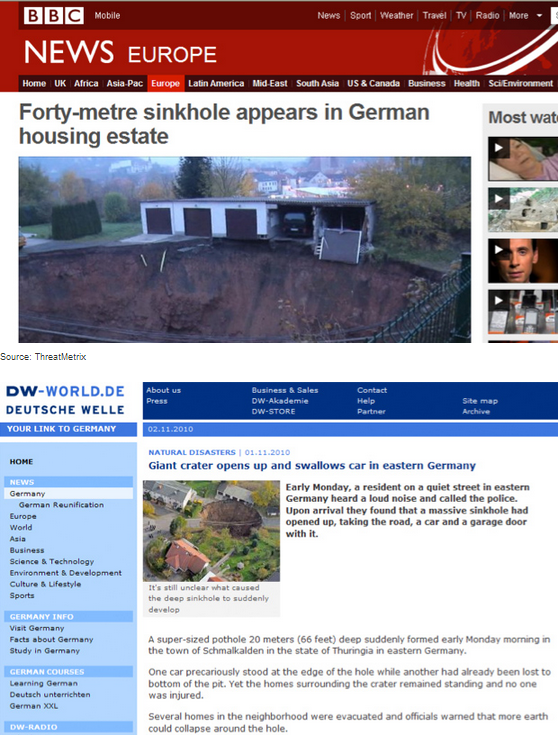 BBC Mobile News Sport Weather Travel TV Radio More
NEWS EUROPE
Home UK Africa Asia-Pac Europe Latin America Mid-East South Asia US & Canada Business Health Sci/Environment
Forty-metre sinkhole appears in German
housing estate
Most wat
Source: ThreatMetrix
DW-WORLD.DE
DEUTSCHE WELLE
About us Business & Sales Contact
Press DW-Akademie Help Site map
DW-STORE Partner Archive
YOUR LINK TO GERMANY 02.11.2010
HOME
NEWS
Germany
German Reunification
Europe
World
Asia
Business
Science & Technology
Environment & Development
Culture & Lifestyle
Sports
GERMANY INFO
Visit Germany
Facts about Germany
Study in Germany
GERMAN COURSES
Learning German
Deutsch unterrichten
German XXL
DW-RADIO
NATURAL DISASTERS | 01.11.2010
Giant crater opens up and swallows car in eastern Germany
Early Monday, a resident on a quiet street in eastern
Germany heard a loud noise and called the police.
Upon arrival they found that a massive sinkhole had
opened up, taking the road, a car and a garage door
with it.
It's still unclear what caused
the deep sinkhole to suddenly
develop
A super-sized pothole 20 meters (66 feet) deep suddenly formed early Monday morning in
the town of Schmalkalden in the state of Thuringia in eastern Germany.
One car precariously stood at the edge of the hole while another had already been lost to
bottom of the pit. Yet the homes surrounding the crater remained standing and no one
was injured.
Several homes in the neighborhood were evacuated and officials warned that more earth
could collapse around the hole.